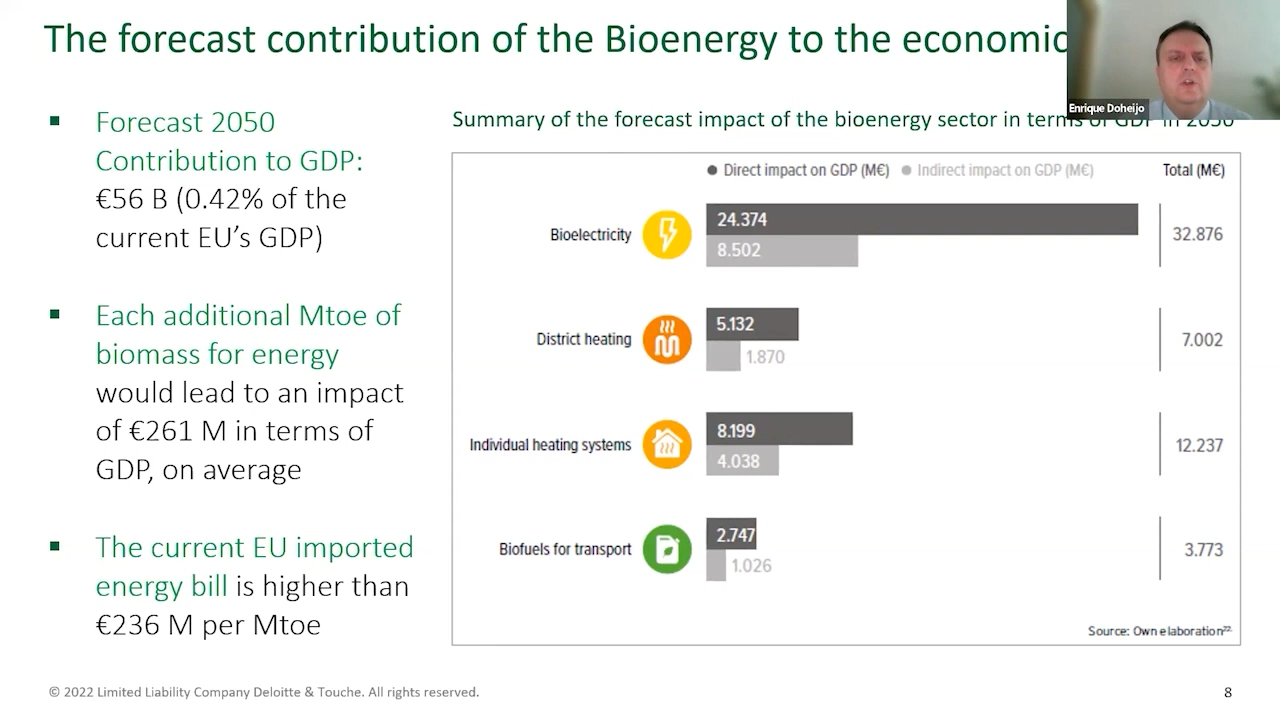 The forecast contribution of the Bioenergy to the economic
Enrique Doheijo
▪ Forecast 2050
Contribution to GDP:
€56 B (0.42% of the
current EU’s GDP)
▪ Each additional Mtoe of
biomass for energy
would lead to an impact
of €261 M in terms of
GDP, on average
▪ The current EU imported
energy bill is higher than
€236 M per Mtoe
Summary of the forecast impact of the bioenergy sector in terms of GDP in 2050
Direct impact on GDP (M€) Indirect impact on GDP (M€) Total (M€)
Bioelectricity 24.374 32.876
8.502
District heating 5.132 7.002
1.870
Individual heating systems 8.199 12.237
4.038
Biofuels for transport 2.747 3.773
1.026
Source: Own elaboration22.
© 2022 Limited Liability Company Deloitte & Touche. All rights reserved.
8